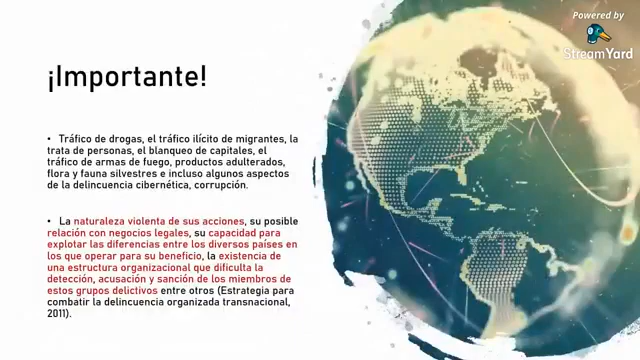 Powered by
StreamYard
¡Importante!
• Tráfico de drogas, el tráfico ilícito de migrantes, la
trata de personas, el blanqueo de capitales, el
tráfico de armas de fuego, productos adulterados,
flora y fauna silvestres e incluso algunos aspectos
de la delincuencia cibernética, corrupción.
• La naturaleza violenta de sus acciones, su posible
relación con negocios legales, su capacidad para
explotar las diferencias entre los diversos países en
los que operar para su beneficio, la existencia de
una estructura organizacional que dificulta la
detección, acusación y sanción de los miembros de
estos grupos delictivos entre otros (Estrategia para
combatir la delincuencia organizada transnacional,
2011).